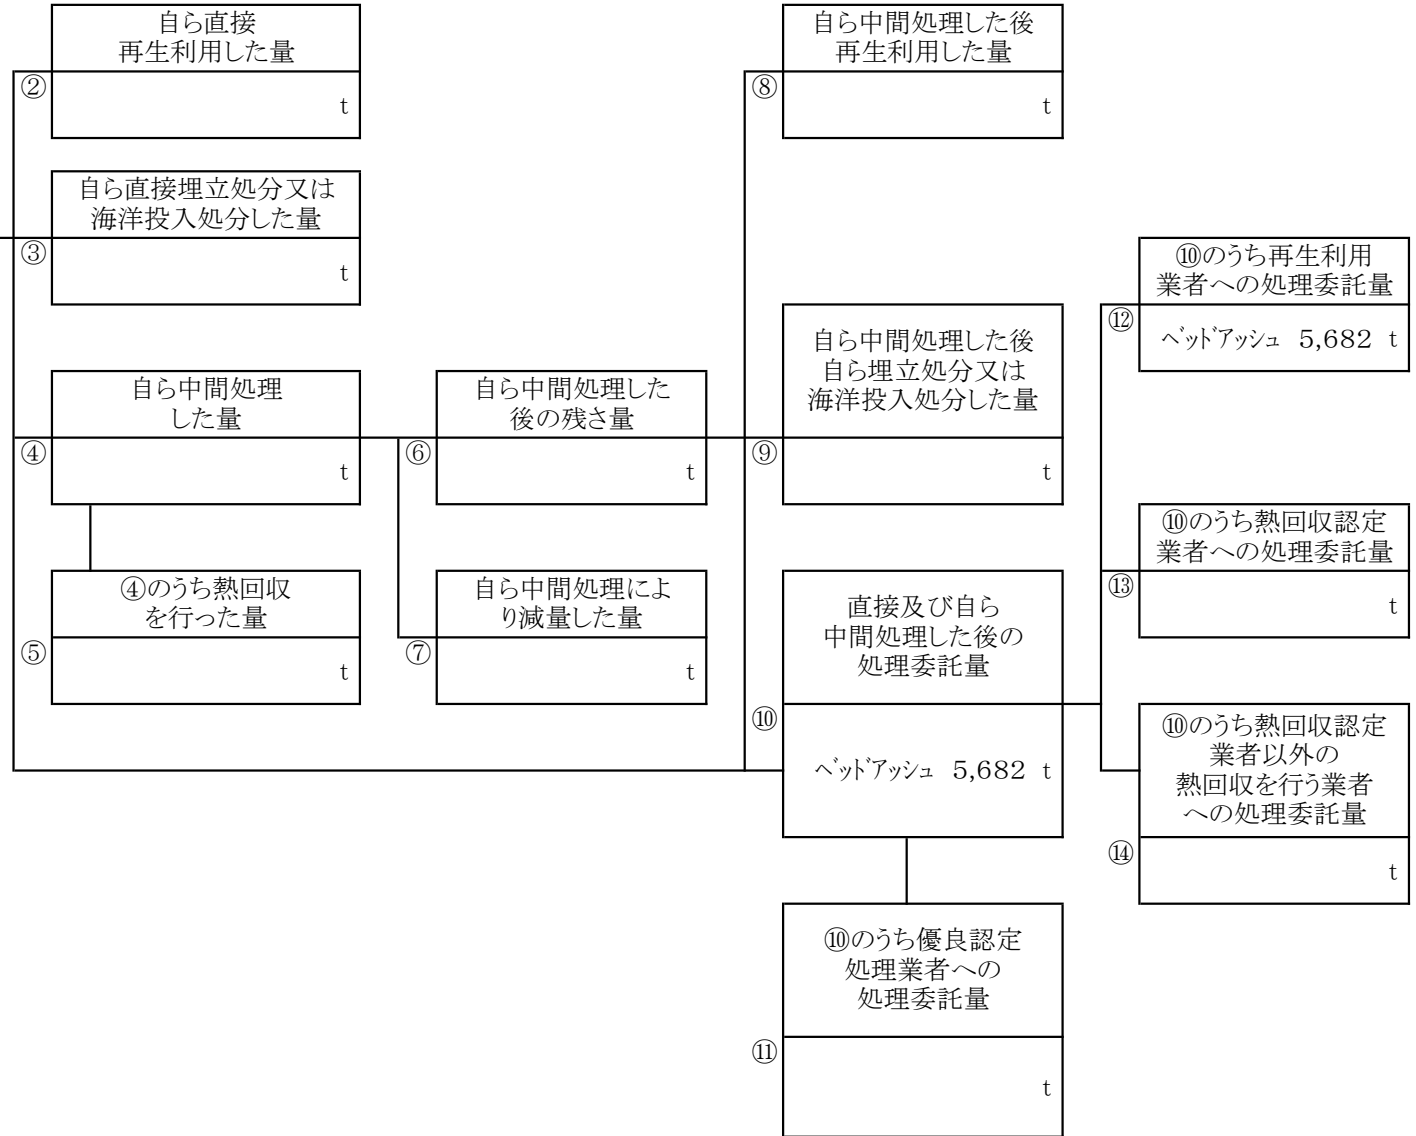 自ら直接
再生利用した量
②
t
自ら直接埋立処分又は
海洋投入処分した量
③
t
自ら中間処理
した量
④
t
④のうち熱回収
を行った量
⑤
t
自ら中間処理した
後の残さ量
⑥
t
自ら中間処理によ
り減量した量
⑦
t
自ら中間処理した後
再生利用した量
⑧
t
自ら中間処理した後
自ら埋立処分又は
海洋投入処分した量
⑨
t
直接及び自ら
中間処理した後の
処理委託量
⑩
ﾍﾞｯﾄﾞｱｯｼｭ 5,682 t
⑩のうち優良認定
処理業者への
処理委託量
⑪
t
⑩のうち再生利用
業者への処理委託量
⑫
ﾍﾞｯﾄﾞｱｯｼｭ 5,682 t
⑩のうち熱回収認定
業者への処理委託量
⑬
t
⑩のうち熱回収認定
業者以外の
熱回収を行う業者
への処理委託量
⑭
t